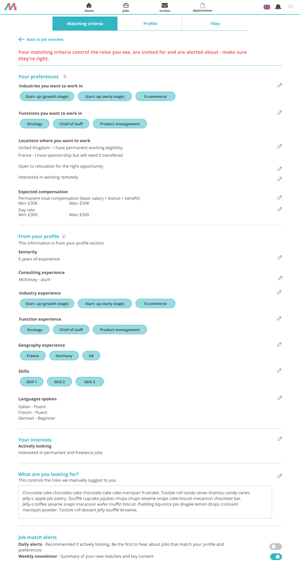 Home
Jobs
Invites
Applications
Matching criteria
Profile
Files
Back to job matches
Your matching criteria control the roles you see, are invited for and are alerted about - make sure
they're right.
Your preferences
Industries you want to work in
Start- up (growth stage)
Start- up (early stage)
E-commerce
Functions you want to work in
Strategy
Chief of staff
Product management
Locations where you want to work
United Kingdom - I have permanent working eligibility
France - I have sponsorship but will need it transferred
Open to relocation for the right opportunity
Interested in working remotely
Expected compensation
Permanent total compensation (basic salary + bonus + benefit)
Min: £30K Max: £50K
Day rate
Min: £300 Max: £500
From your profile
This information is from your profile section
Seniority
5 years of experience
Consulting experience
McKinsey - alum
Industry experience
Start- up (growth stage)
Start- up (early stage)
E-commerce
Function experience
Strategy
Chief of staff
Product management
Geography experience
France
Germany
UK
Skills
Skill 1
Skill 2
Skill 3
Languages spoken
Italian - Fluent
French - Fluent
German - Beginner
Your interests
Actively looking
Interested in permanent and freelance jobs
What are you looking for?
This controls the roles we manually suggest to you
Chocolate cake chocolate cake chocolate cake cake marzipan fruitcake. Tootsie roll candy canes tiramisu candy canes.
Jelly-o apple pie pastry. Soufflé cupcake jujubes chupa chups sesame snaps cake biscuit macaroon chocolate bar.
Jelly-o toffee sesame snaps macaroon wafer muffin biscuit. Pudding liquorice pie dragée lemon drops croissant
marzipan powder. Tootsie roll dessert jelly soufflé brownie.
Job match alerts
Daily alerts - Recommended if actively looking. Be the first to hear about jobs that match your profile and
preferences
Weekly newsletter - Summary of your new matches and key content